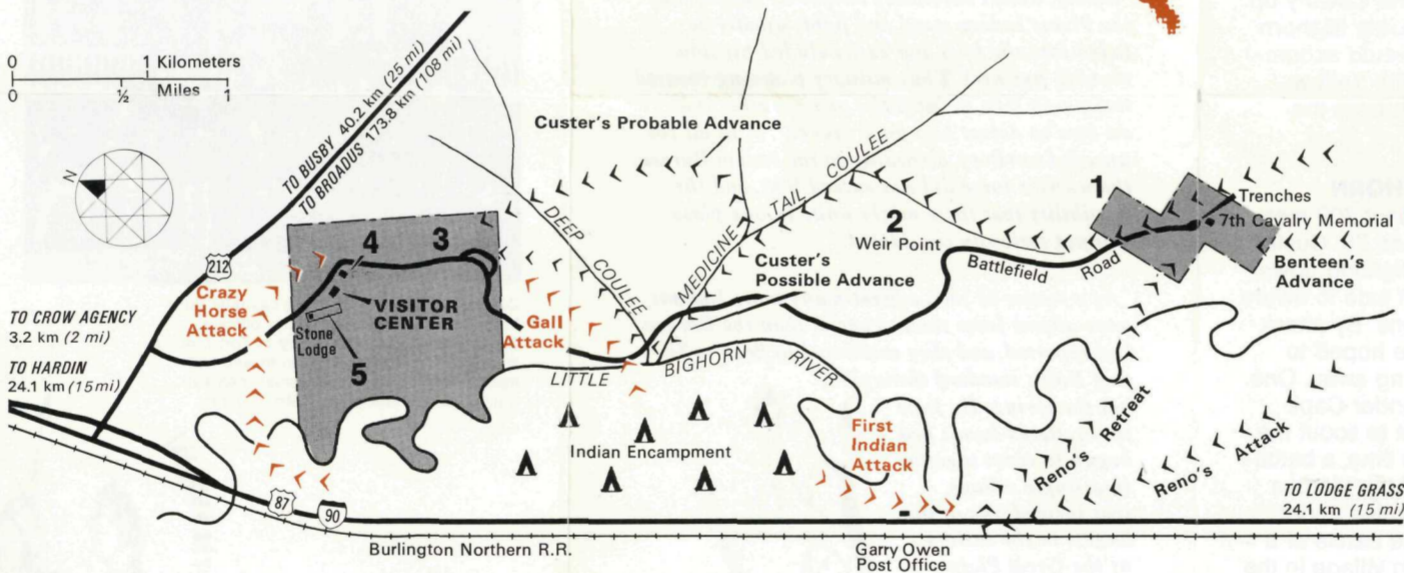 0 1 Kilometers
0 ½ Miles 1
N
TO BUSBY 40.2 km (25 mi)
TO BROADUS 173.8 km (108 mi)
Custer's Probable Advance
DEEP
COULEE
MEDICINE
TAIL
COULEE
1
2
Weir Point
Trenches
7th Cavalry Memorial
Benteen's
Advance
Battlefield Road
Custer's
Possible Advance
212
4
3
Crazy
Horse
Attack
VISITOR
CENTER
Stone
Lodge
5
Gall
Attack
TO CROW AGENCY
3.2 km (2 mi)
TO HARDIN
24.1 km (15mi)
LITTLE BIGHORN RIVER
Indian Encampment
First
Indian
Attack
Reno's Retreat
Reno's Attack
TO LODGE GRASS
24.1 km (15 mi)
87
90
Burlington Northern R.R.
Garry Owen
Post Office